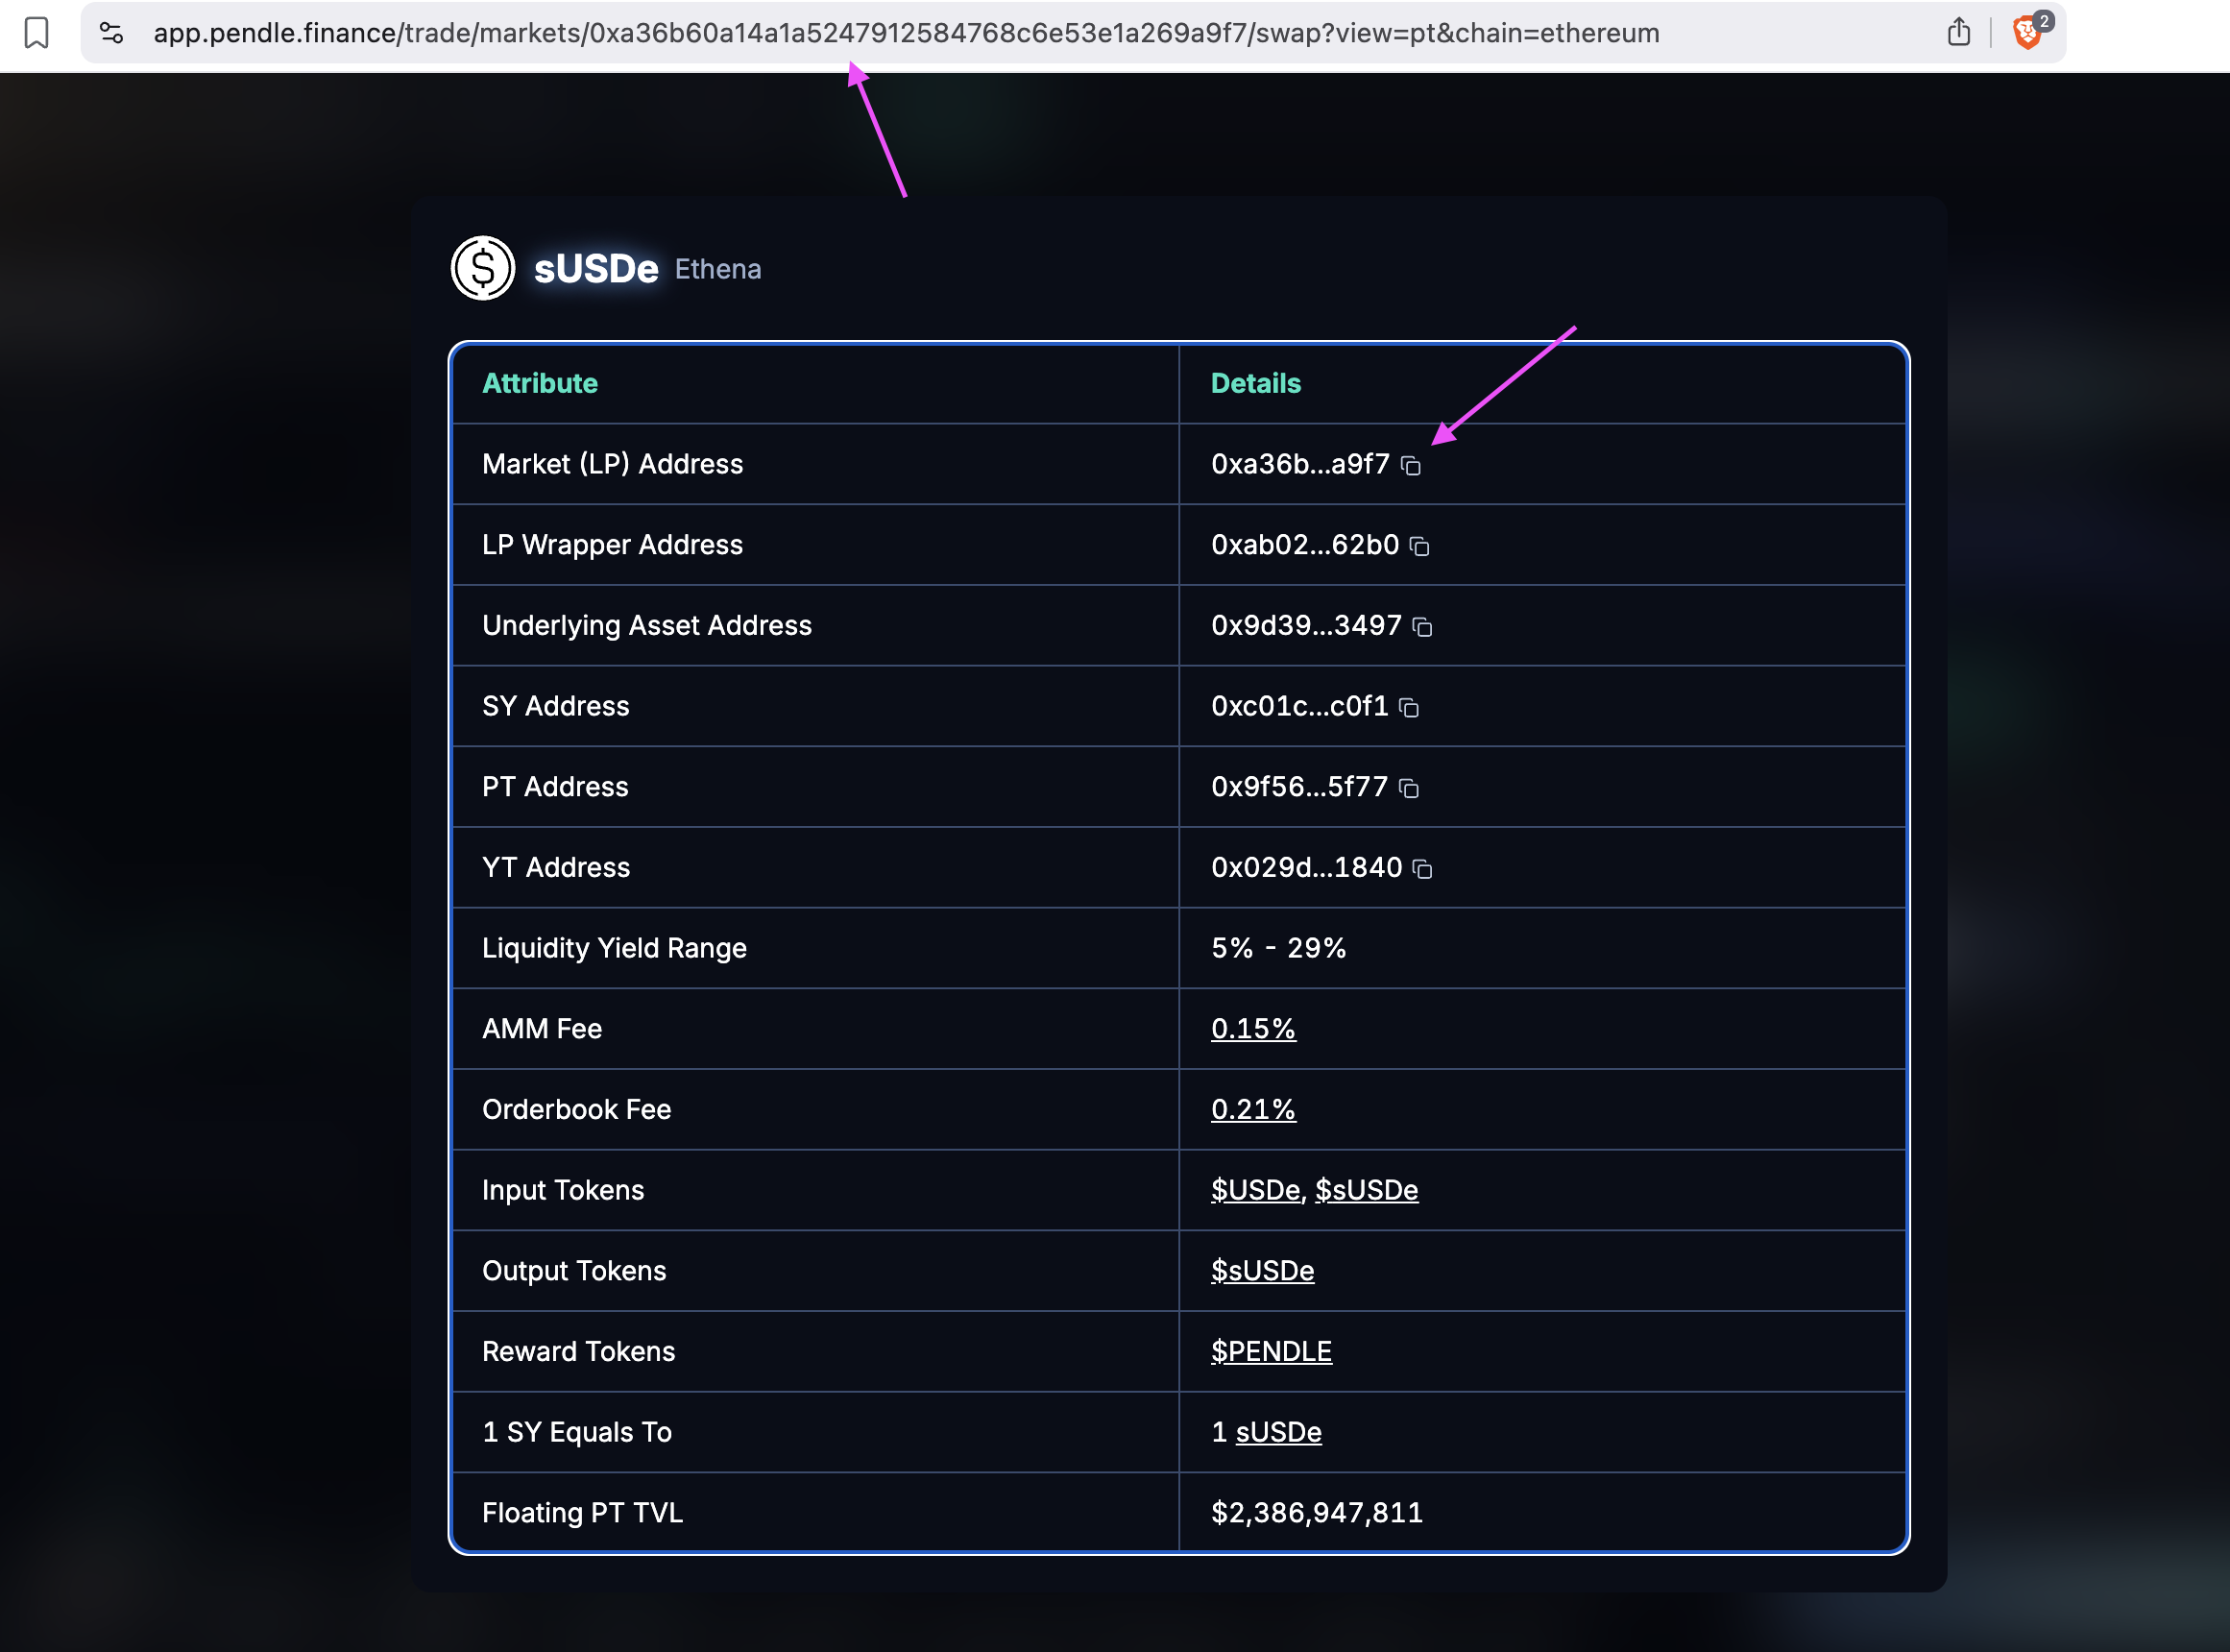 app.pendle.finance/trade/markets/0xa36b60a14a1a5247912584768c6e53e1a269a9f7/swap?view=pt&chain=ethereum
2
sUSDe Ethena
Attribute Details
Market (LP) Address 0xa36b...a9f7
LP Wrapper Address 0xab02...62b0
Underlying Asset Address 0x9d39...3497
SY Address 0xc01c...c0f1
PT Address 0x9f56...5f77
YT Address 0x029d...1840
Liquidity Yield Range 5% - 29%
AMM Fee 0.15%
Orderbook Fee 0.21%
Input Tokens $USDe, $sUSDe
Output Tokens $sUSDe
Reward Tokens $PENDLE
1 SY Equals To 1 sUSDe
Floating PT TVL $2,386,947,811